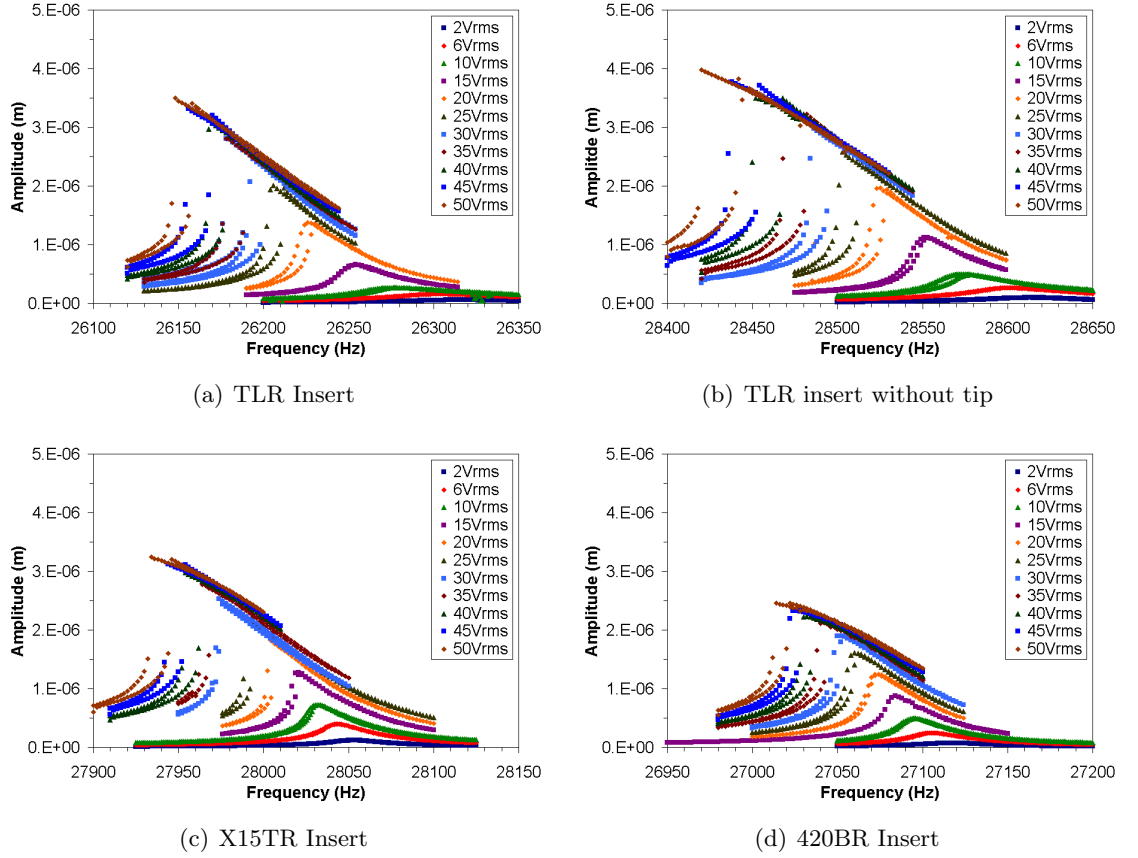 5.E-06
4.E-06
3.E-06
2.E-06
1.E-06
0.E+00
Amplitude (m)
26100 26150 26200 26250 26300 26350
Frequency (Hz)
2Vrms
6Vrms
10Vrms
15Vrms
20Vrms
25Vrms
30Vrms
35Vrms
40Vrms
45Vrms
50Vrms
(a) TLR Insert
5.E-06
4.E-06
3.E-06
2.E-06
1.E-06
0.E+00
Amplitde (m)
28400 28450 28500 28550 28600 28650
Frequency (Hz)
2Vrms
6Vrms
10Vrms
15Vrms
20Vrms
25Vrms
30Vrms
35Vrms
40Vrms
45Vrms
50Vrms
(b) TLR insert without tip
5.E-06
4.E-06
3.E-06
2.E-06
1.E-06
0.E+00
Amplitude (m)
27900 27950 28000 28050 28100 28150
Frequency (Hz)
2Vrms
6Vrms
10Vrms
15Vrms
20Vrms
25Vrms
30Vrms
35Vrms
40Vrms
45Vrms
50Vrms
(c) X15TR Insert
5.E-06
4.E-06
3.E-06
2.E-06
1.E-06
0.E+00
Amplitude (m)
26950 27000 27050 27100 27150 27200
Frequency (Hz)
2Vrms
6Vrms
10Vrms
15Vrms
20Vrms
25Vrms
30Vrms
35Vrms
40Vrms
45Vrms
50Vrms
(d) 420BR Insert